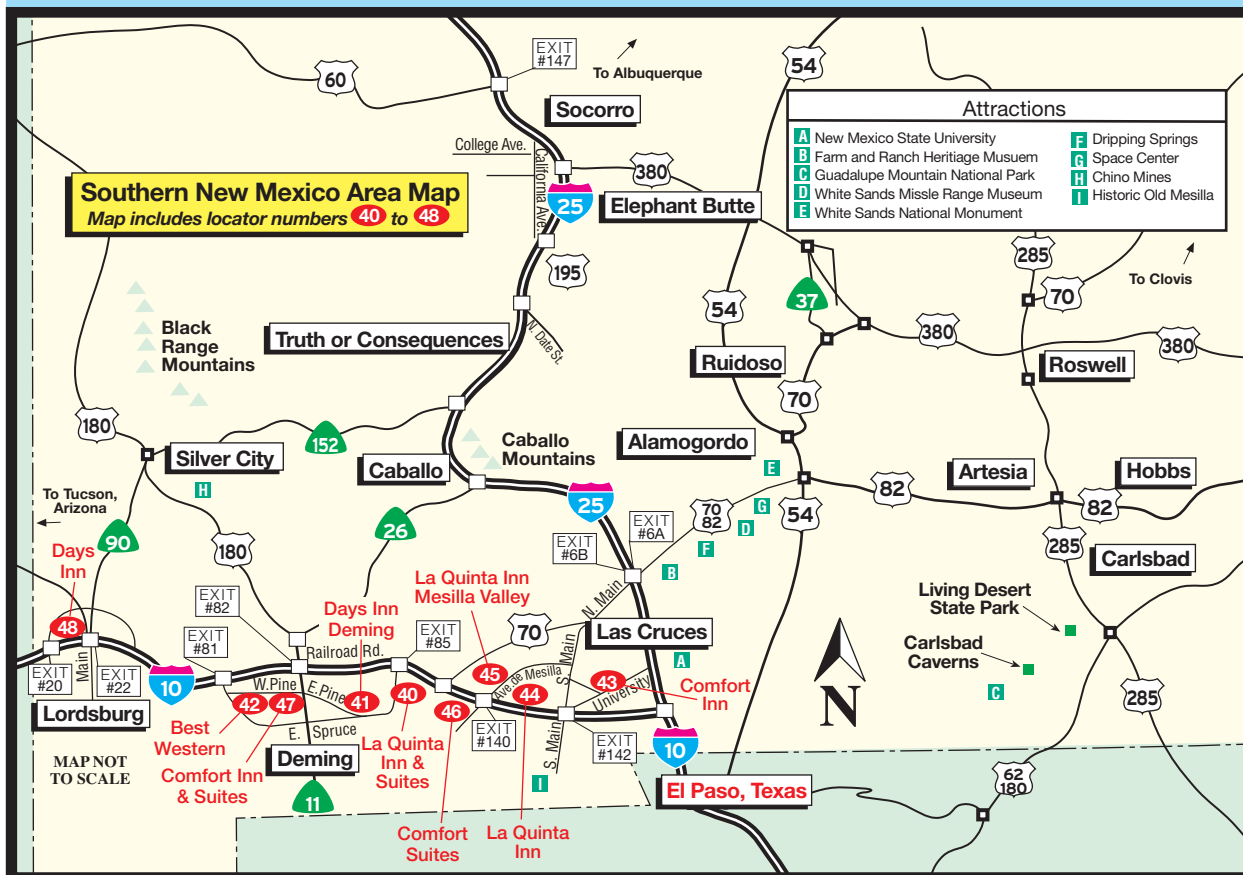 EXIT
#147
To Albuquerque
54
60
Socorro
Attractions
A New Mexico State University
B Farm and Ranch Heritage Musuem
C Guadalupe Mountain National Park
D White Sands Missle Range Museum
E White Sands National Monument
F Dripping Springs
G Space Center
H Chino Mines
I Historic Old Mesilla
College Ave.
California Ave.
380
Southern New Mexico Area Map
Map includes locator numbers 40 to 48
25
Elephant Butte
195
285
70
To Clovis
37
54
N. Date St.
Black
Range
Mountains
Truth or Consequences
380
380
Ruidoso
Roswell
70
180
152
Silver City
Caballo
Caballo
Mountains
Alamogordo
E
Artesia
Hobbs
H
82
82
To Tucson,
Arizona
90
26
25
EXIT
#6A
EXIT
#6B
70
82
G
D
F
B
54
285
Carlsbad
180
Days
Inn
48
EXIT
#82
EXIT
#81
Days Inn
Deming
La Quinta Inn
Mesilla Valley
EXIT
#85
70
N. Main
Las Cruces
A
Living Desert
State Park
Carlsbad
Caverns
C
Railroad Rd.
Main
EXIT
#20
EXIT
#22
10
W.Pine
E.Pine
42
47
41
40
45
46
44
43
Ave. de Mesilla
S. Main
University
Comfort
Inn
N
285
Lordsburg
Best
Western
E. Spruce
EXIT
#140
EXIT
#142
S. Main
10
MAP NOT
TO SCALE
Comfort Inn
& Suites
Deming
La Quinta
Inn &
Suites
I
El Paso, Texas
62
180
11
Comfort
Suites
La Quinta
Inn